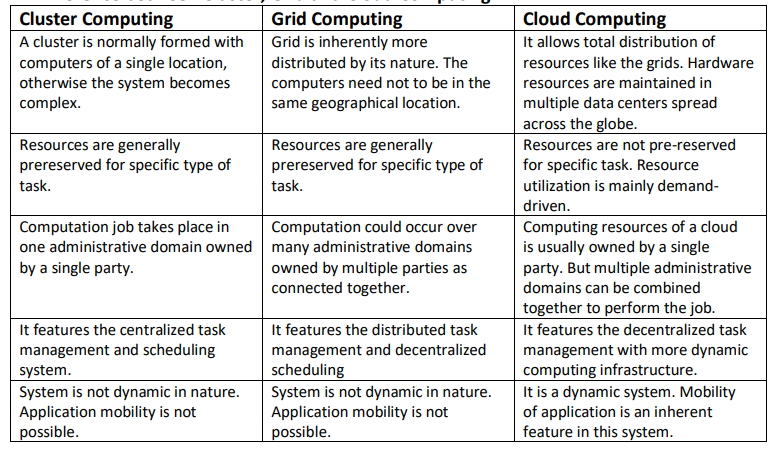 Cluster Computing
Grid Computing
Cloud Computing
A cluster is normally formed with
computers of a single location,
otherwise the system becomes
complex.
Grid is inherently more
distributed by its nature. The
computers need not to be in the
same geographical location.
It allows total distribution of
resources like the grids. Hardware
resources are maintained in
multiple data centers spread
across the globe.
Resources are generally
prereserved for specific type of
task.
Resources are generally
prereserved for specific type of
task.
Resources are not pre-reserved
for specific task. Resource
utilization is mainly demand-
driven.
Computation job takes place in
one administrative domain owned
by a single party.
Computation could occur over
many administrative domains
owned by multiple parties as
connected together.
Computing resources of a cloud
is usually owned by a single
party. But multiple administrative
domains can be combined
together to perform the job.
It features the centralized task
management and scheduling
system.
It features the distributed task
management and decentralized
scheduling
It features the decentralized task
management with more dynamic
computing infrastructure.
System is not dynamic in nature.
Application mobility is not
possible.
System is not dynamic in nature.
Application mobility is not
possible.
It is a dynamic system. Mobility
of application is an inherent
feature in this system.